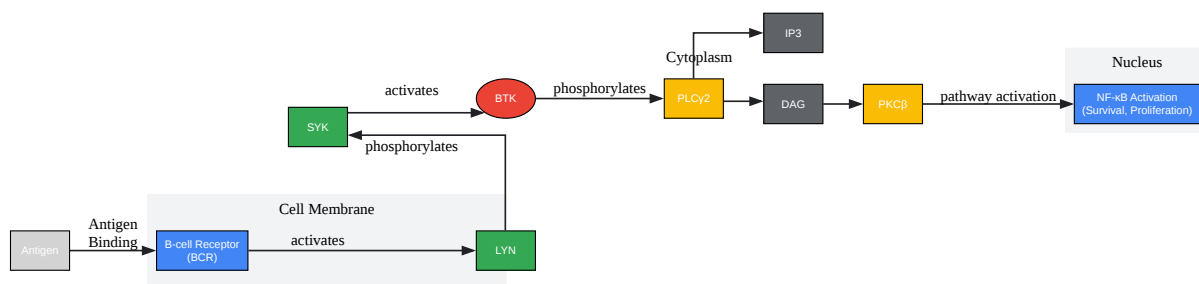 IP3
Cytoplasm
Nucleus
activates
BTK
phosphorylates
PLCγ2
DAG
PKCβ
pathway activation
NF-κB Activation
(Survival, Proliferation)
SYK
phosphorylates
Cell Membrane
Antigen
Binding
Antigen
B-cell Receptor
(BCR)
activates
LYN